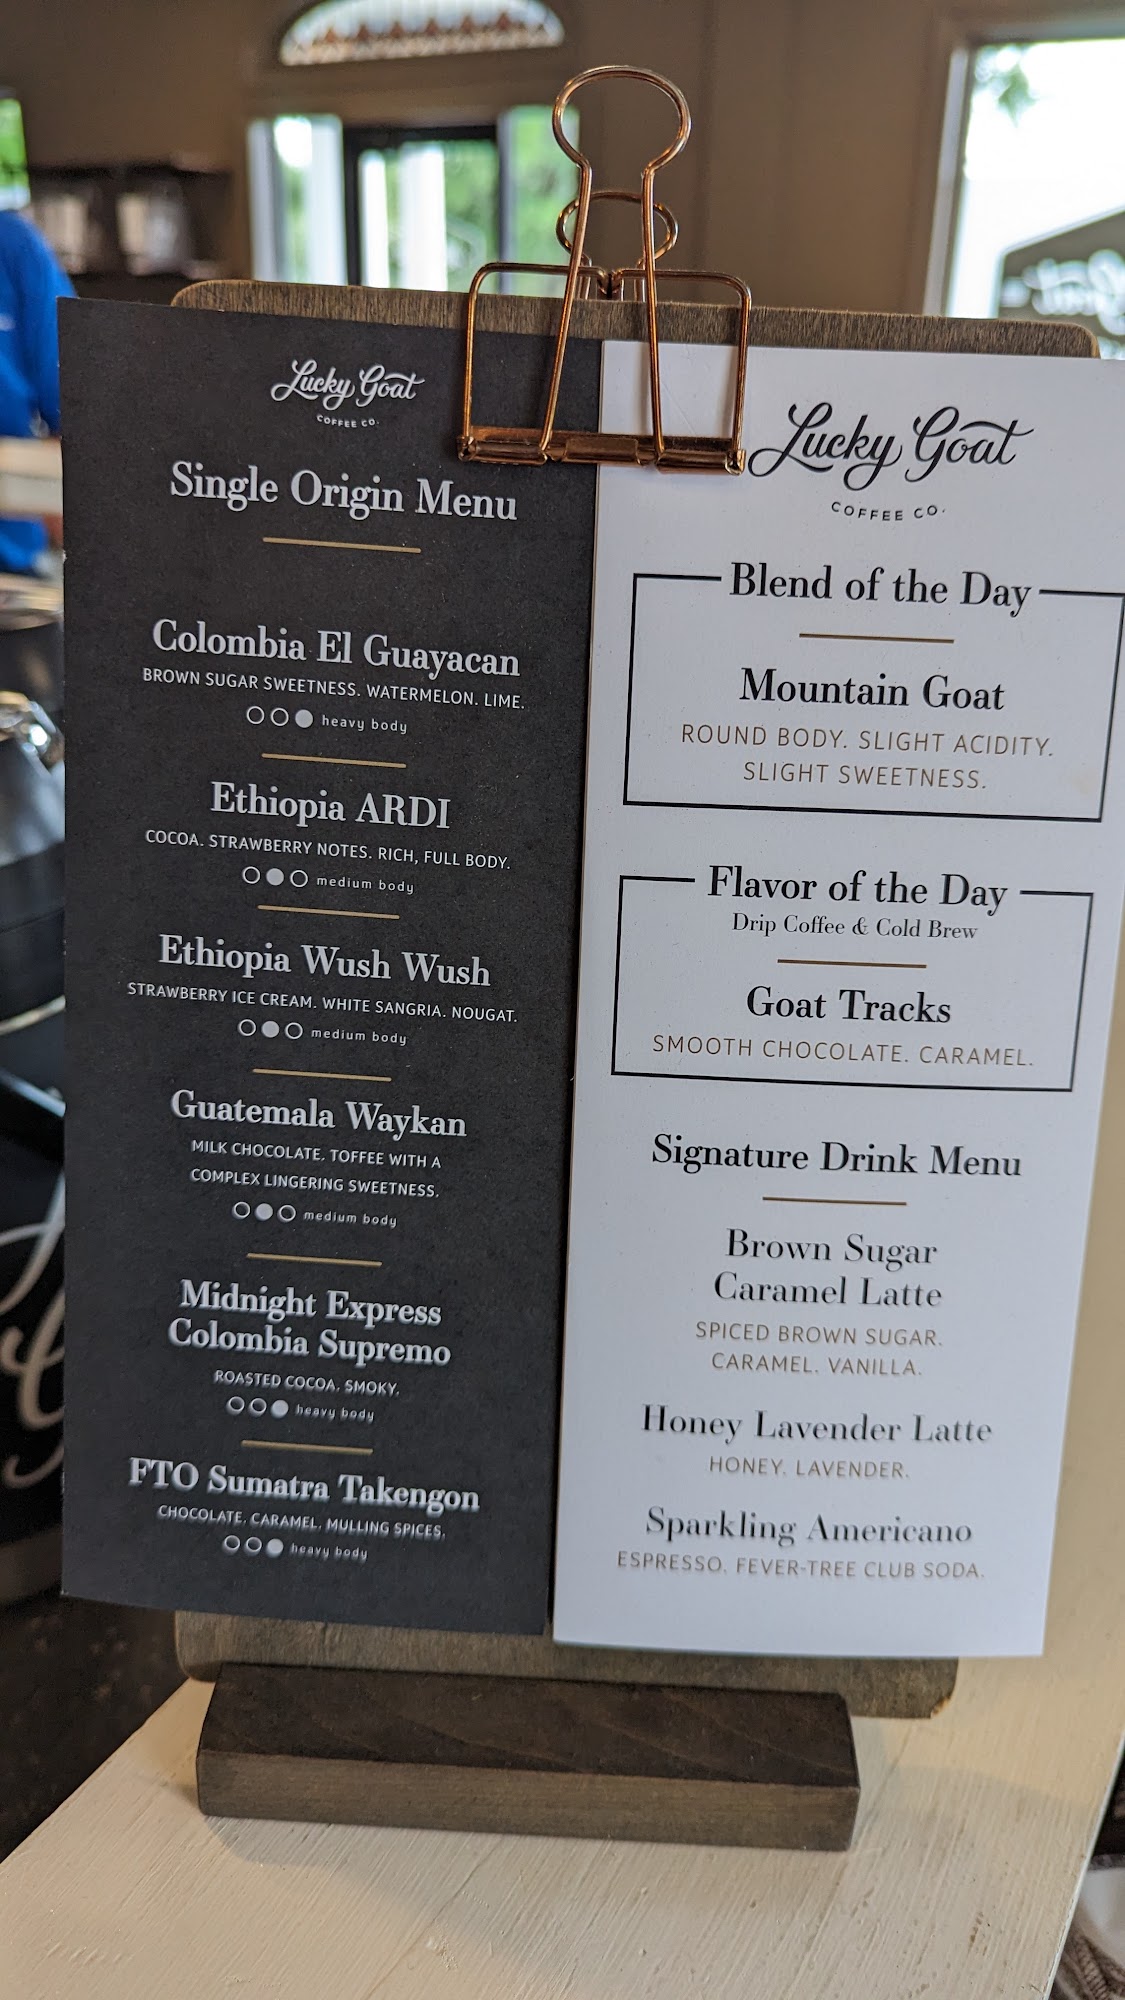 Lucky Goat
COFFEE CO.
Single Origin Menu
Colombia El Guayacan
BROWN SUGAR SWEETNESS. WATERMELON. LIME.
heavy body
Ethiopia ARDI
COCOA. STRAWBERRY NOTES. RICH, FULL BODY.
medium body
Ethiopia Wush Wush
STRAWBERRY ICE CREAM. WHITE SANGRIA. NOUGAT.
medium body
Guatemala Waykan
MILK CHOCOLATE. TOFFEE WITH A
COMPLEX LINGERING SWEETNESS.
medium body
Midnight Express
Colombia Supremo
ROASTED COCOA. SMOKY.
heavy body
FTO Sumatra Takengon
CHOCOLATE. CARAMEL. MULLING SPICES.
heavy body
Lucky Goat
COFFEE CO.
Blend of the Day
Mountain Goat
ROUND BODY. SLIGHT ACIDITY.
SLIGHT SWEETNESS.
Flavor of the Day
Drip Coffee & Cold Brew
Goat Tracks
SMOOTH CHOCOLATE. CARAMEL.
Signature Drink Menu
Brown Sugar
Caramel Latte
SPICED BROWN SUGAR.
CARAMEL. VANILLA.
Honey Lavender Latte
HONEY. LAVENDER.
Sparkling Americano
ESPRESSO. FEVER-TREE CLUB SODA.